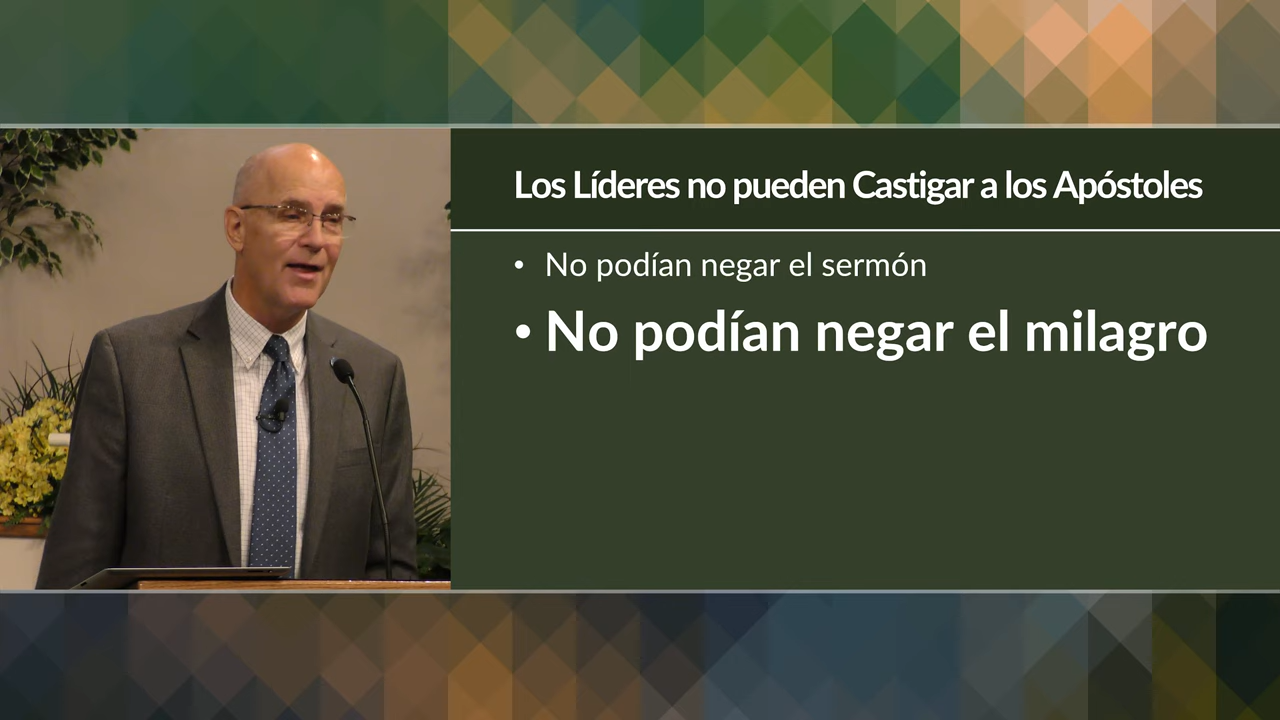 Los Líderes no pueden Castigar a los Apóstoles
• No podían negar el sermón
• No podían negar el milagro